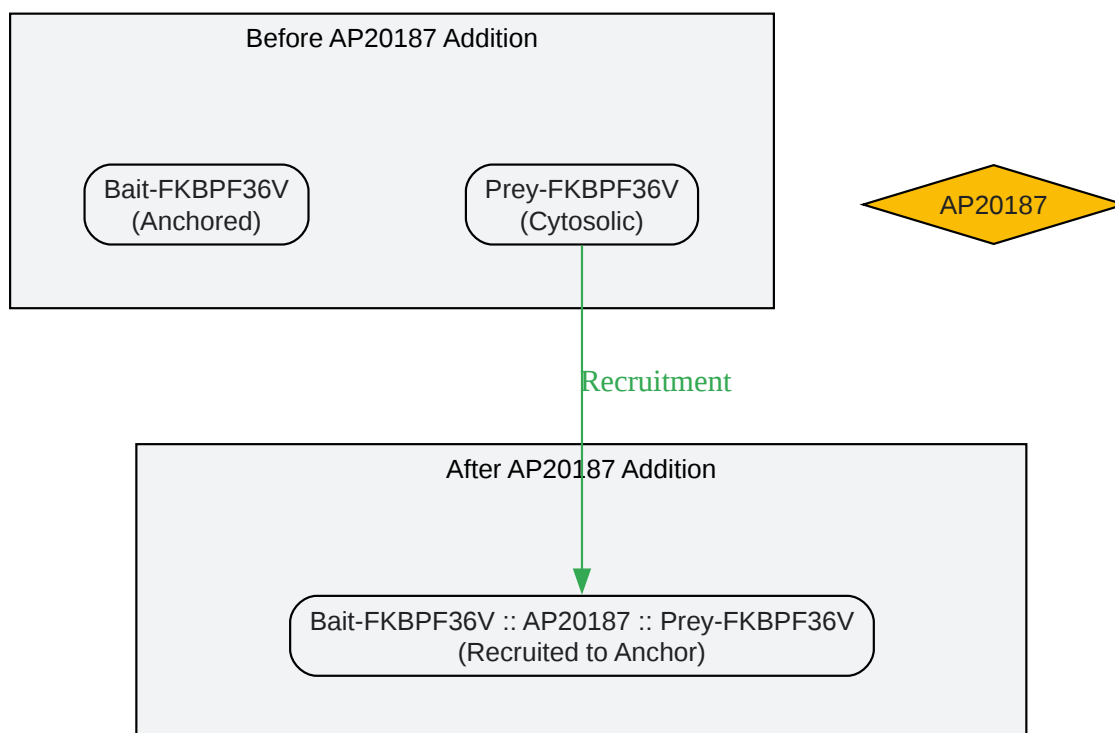 Before AP20187 Addition
Bait-FKBPF36V
(Anchored)
Prey-FKBPF36V
(Cytosolic)
AP20187
Recruitment
After AP20187 Addition
Bait-FKBPF36V :: AP20187 :: Prey-FKBPF36V
(Recruited to Anchor)